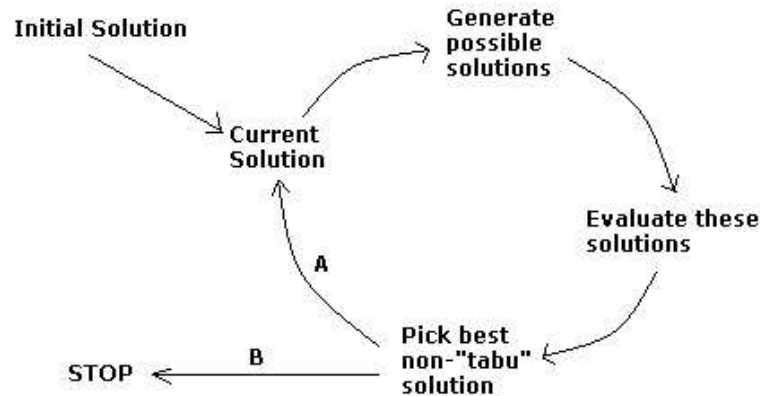 Initial Solution
Generate
possible
solutions
Current
Solution
Evaluate these
solutions
A
Pick best
non-"tabu"
solution
B
STOP